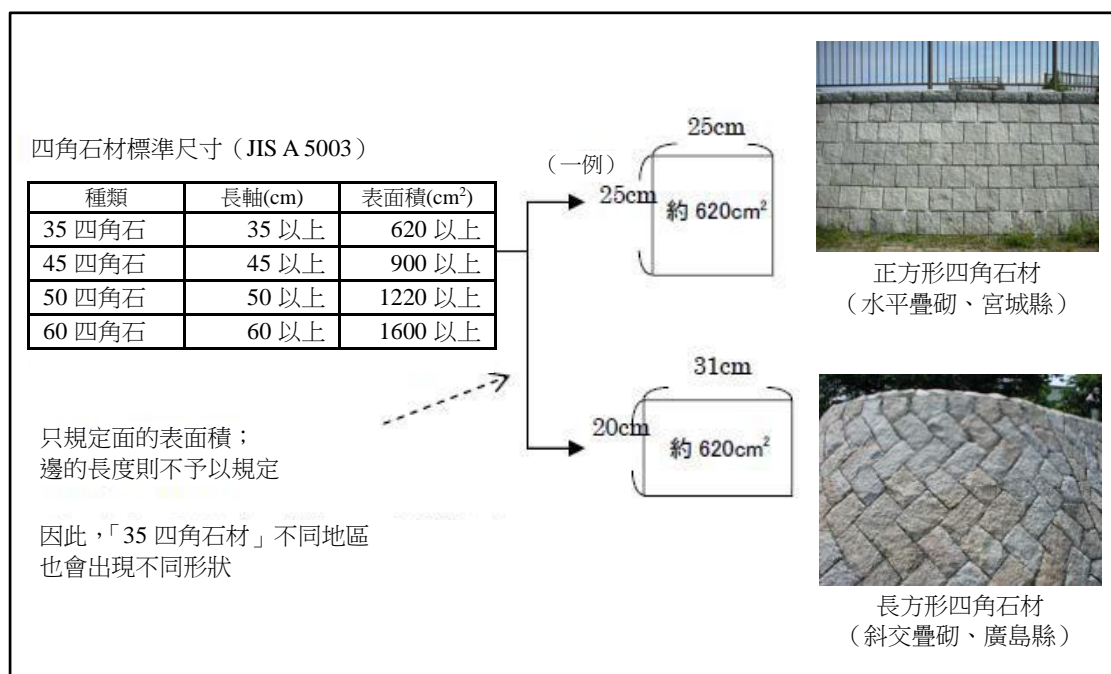 四角石材標準尺寸（JIS A 5003）
種類 長軸(cm) 表面積(cm²)
35 四角石 35 以上 620 以上
45 四角石 45 以上 900 以上
50 四角石 50 以上 1220 以上
60 四角石 60 以上 1600 以上
只規定面的表面積；
邊的長度則不予以規定
因此，「35 四角石材」不同地區
也會出現不同形狀
（一例）
25cm
25cm
約 620cm²
31cm
20cm
約 620cm²
正方形四角石材
（水平疊砌、宮城縣）
長方形四角石材
（斜交疊砌、廣島縣）